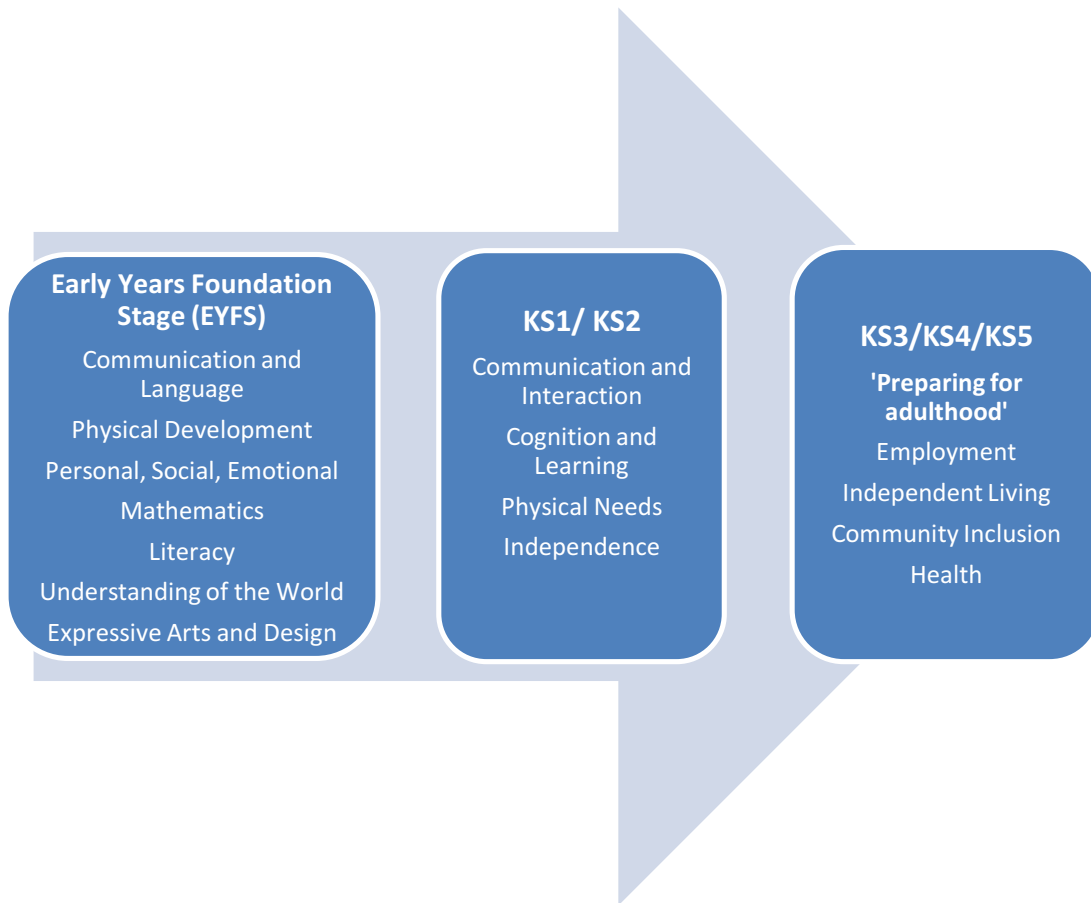 Early Years Foundation
Stage (EYFS)
Communication and
Language
Physical Development
Personal, Social, Emotional
Mathematics
Literacy
Understanding of the World
Expressive Arts and Design
KS1/ KS2
Communication and
Interaction
Cognition and
Learning
Physical Needs
Independence
KS3/KS4/KS5
'Preparing for
adulthood'
Employment
Independent Living
Community Inclusion
Health